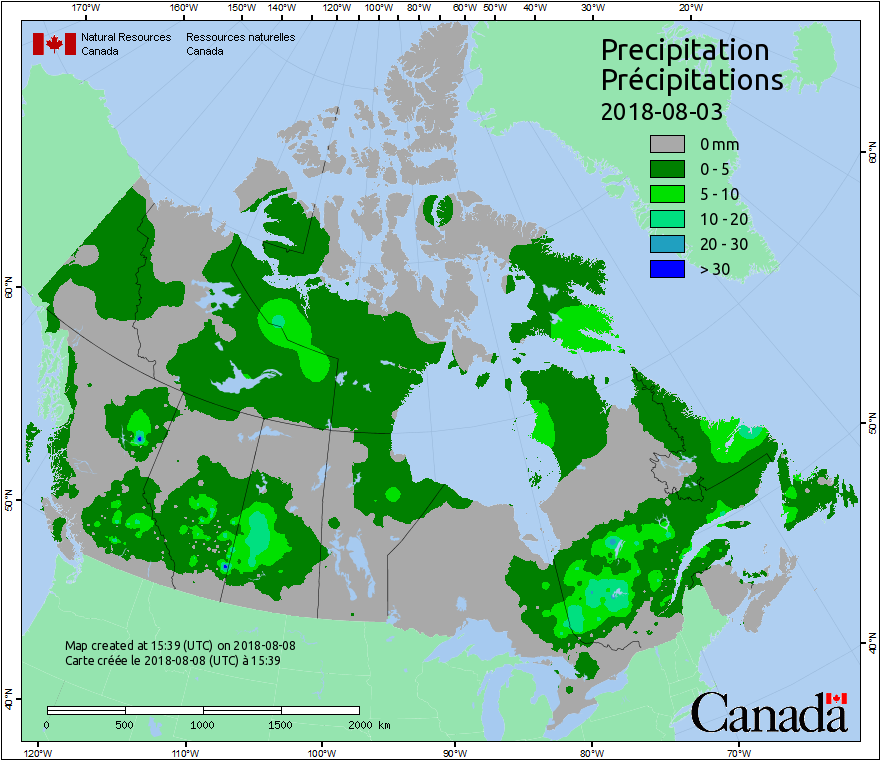 170°W 160°W 150°W 140°W 120°W 110°W 100°W 90°W 80°W 60°W 50°W 40°W 30°W 20°W
Natural Resources Canada
Ressources naturelles Canada
Precipitation
Précipitations
2018-08-03
0 mm
0 - 5
5 - 10
10 - 20
20 - 30
> 30
60°N
50°N
40°N
60°N
50°N
40°N
Map created at 15:39 (UTC) on 2018-08-08
Carte créée le 2018-08-08 (UTC) à 15:39
0 500 1000 1500 2000 km
Canada
120°W 110°W 100°W 90°W 80°W 70°W